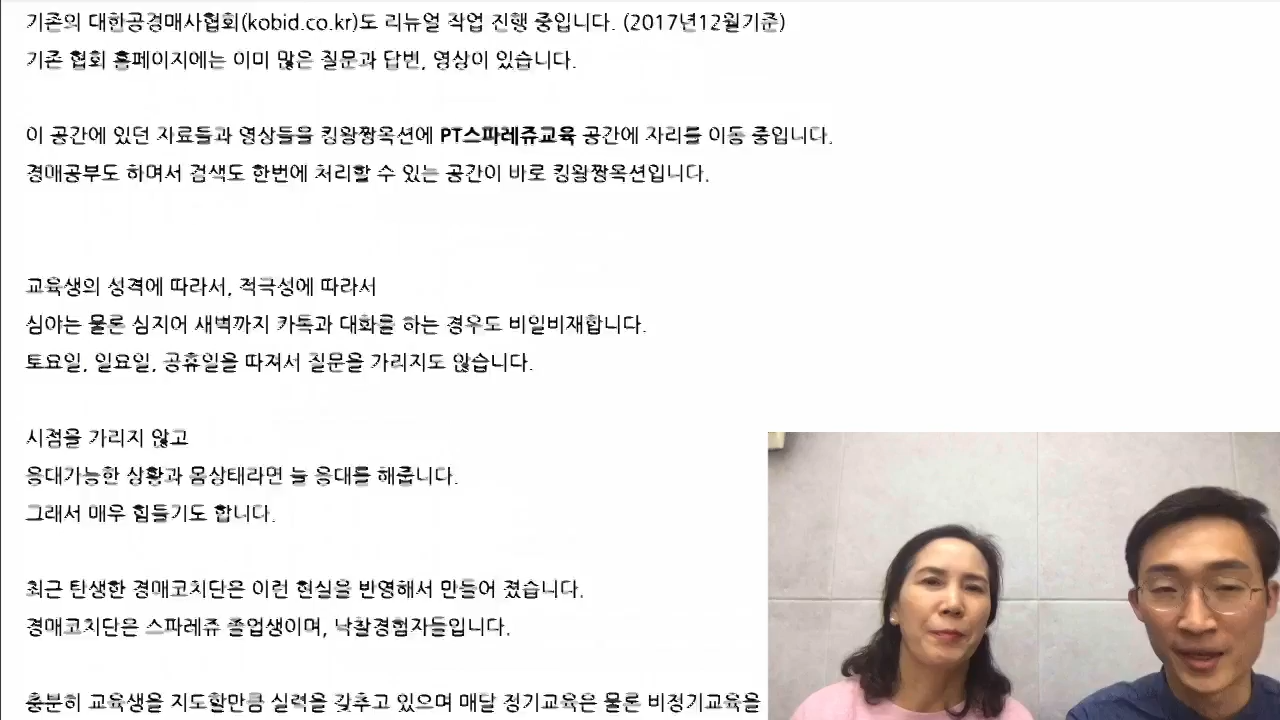 기존의 대한공경매사협회(kobid.co.kr)도 리뉴얼 작업 진행 중입니다. (2017년12월기준)
기존 협회 홈페이지에는 이미 많은 질문과 답변, 영상이 있습니다.
이 공간에 있던 자료들과 영상들을 킹왕짱옥션에 PT스파레쥬교육 공간에 자리를 이동 중입니다.
경매공부도 하며서 검색도 한번에 처리할 수 있는 공간이 바로 킹왕짱옥션입니다.
교육생의 성격에 따라서, 적극성에 따라서
심야는 물론 심지어 새벽까지 카톡과 대화를 하는 경우도 비일비재합니다.
토요일, 일요일, 공휴일을 따져서 질문을 가리지도 않습니다.
시점을 가리지 않고
응대가능한 상황과 몸상태라면 늘 응대를 해줍니다.
그래서 매우 힘들기도 합니다.
최근 탄생한 경매코치단은 이런 현실을 반영해서 만들어 졌습니다.
경매코치단은 스파레쥬 졸업생이며, 낙찰경험자들입니다.
충분히 교육생을 지도할만큼 실력을 갖추고 있으며 매달 정기교육은 물론 비정기교육을